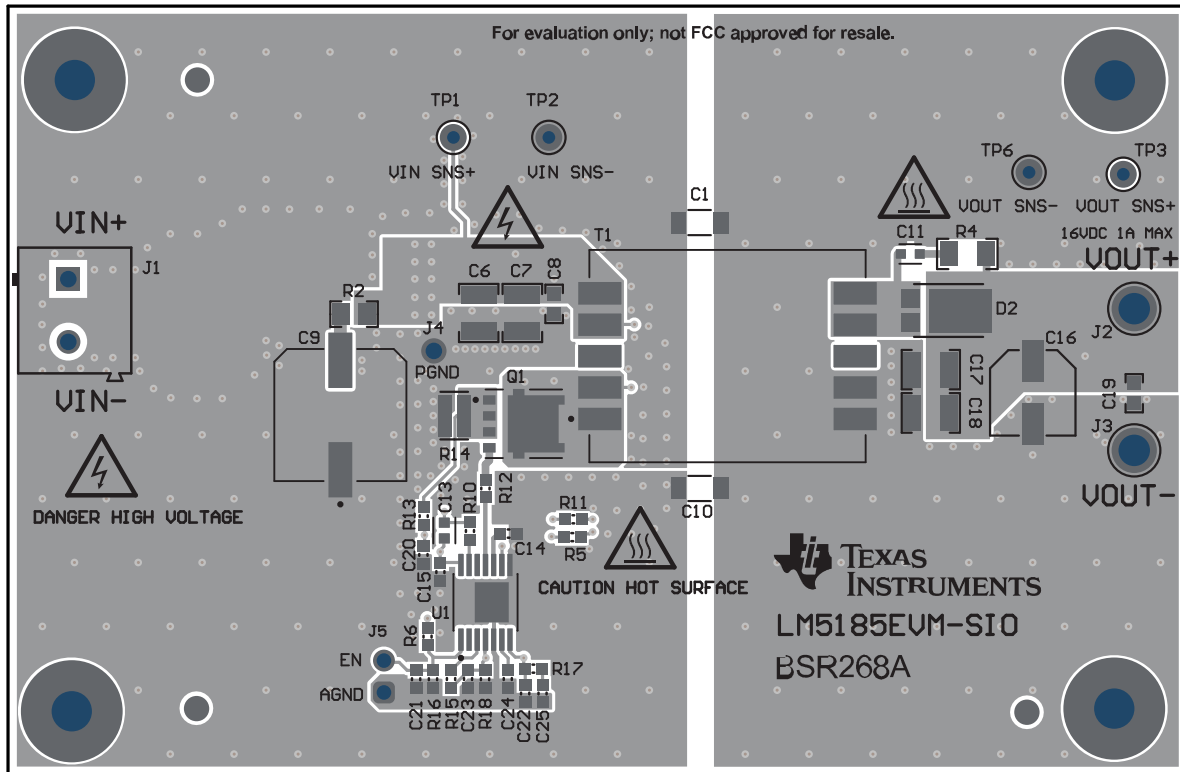 For evaluation only; not FCC approved for resale.
TP1
TP2
VIN SNS+
VIN SNS-
TP6
TP3
VOUT SNS-
VOUT SNS+
16VDC 1A MAX
VOUT+
VIN+
J1
VIN-
DANGER HIGH VOLTAGE
C1
T1
C11
R4
D2
J2
C16
C17
C18
C19
J3
VOUT-
C6
C7
C8
R2
C9
J4
PGND
Q1
R14
R12
C10
R13
C13
R10
C20
C15
C14
R11
R5
CAUTION HOT SURFACE
U1
R6
J5
EN
AGND
C21
R16
R15
C23
R18
C24
C22
C25
R17
TEXAS
INSTRUMENTS
LM5185EVM-SIO
BSR268A